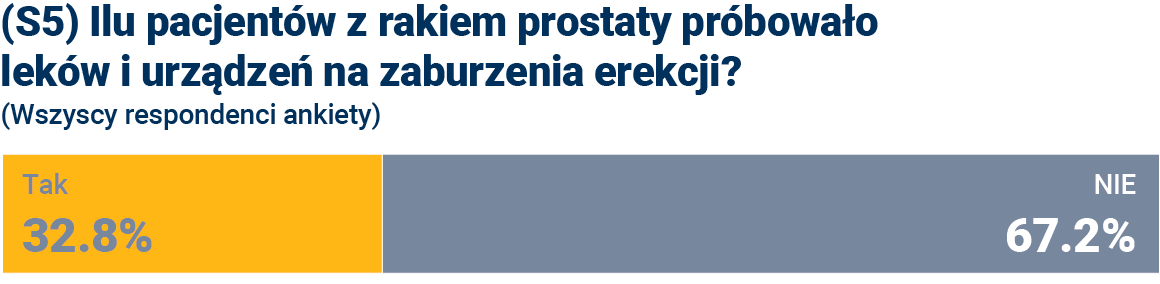 (S5) Ilu pacjentów z rakiem prostaty próbowało
leków i urządzeń na zaburzenia erekcji?
(Wszyscy respondenci ankiety)
Tak
32.8%
NIE
67.2%